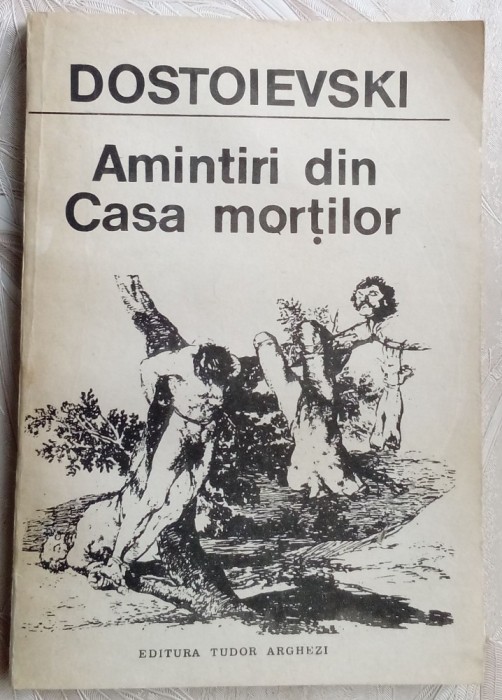 DOSTOIEVSKI
Amintiri din
Casa morților
EDITURA TUDOR ARGHEZI